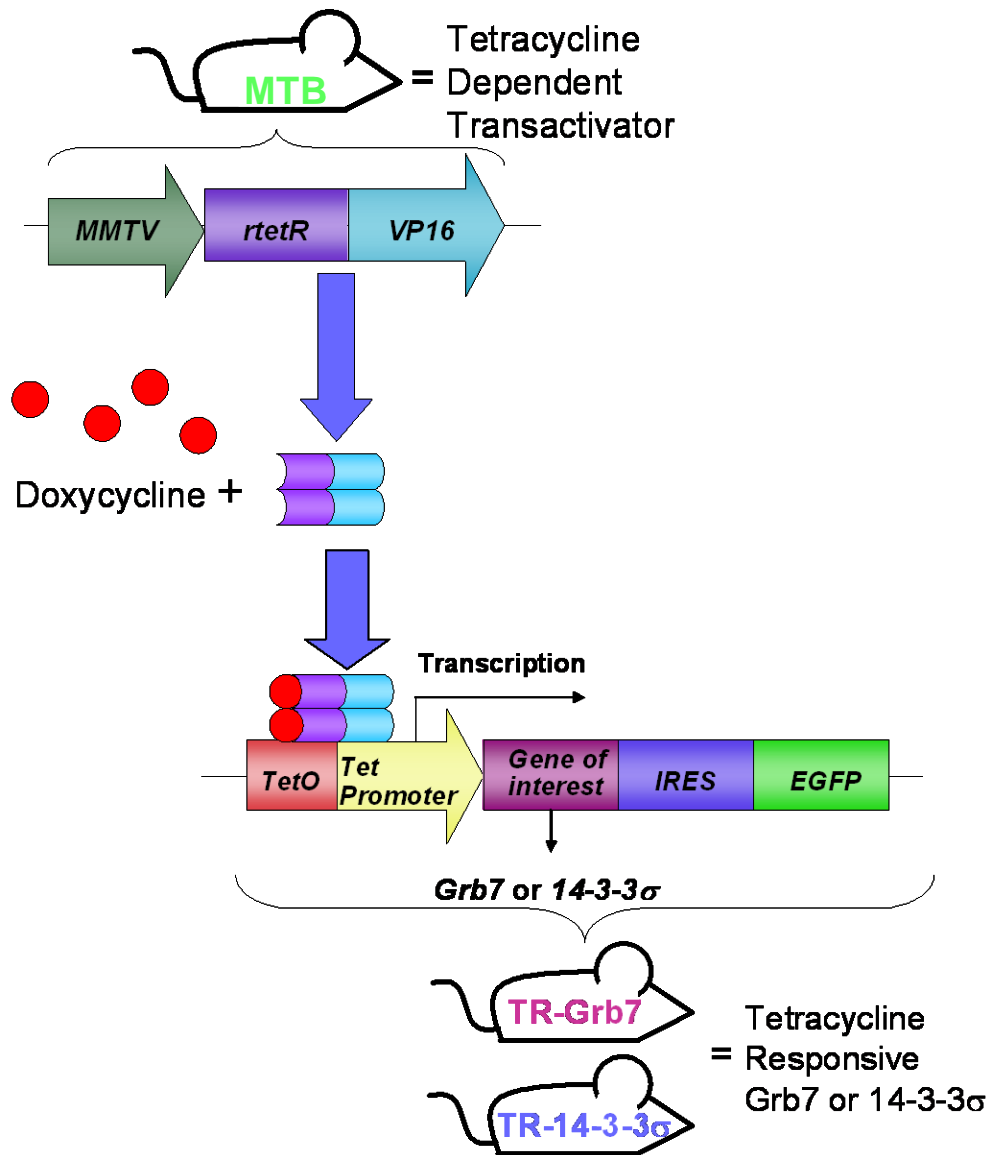 MTB
=
Tetracycline
Dependent
Transactivator
MMTV
rtetR
VP16
Doxycycline +
Transcription
TetO
Tet
Promoter
Gene of
interest
IRES
EGFP
Grb7 or 14-3-3σ
TR-Grb7
TR-14-3-3σ
=
Tetracycline
Responsive
Grb7 or 14-3-3σ